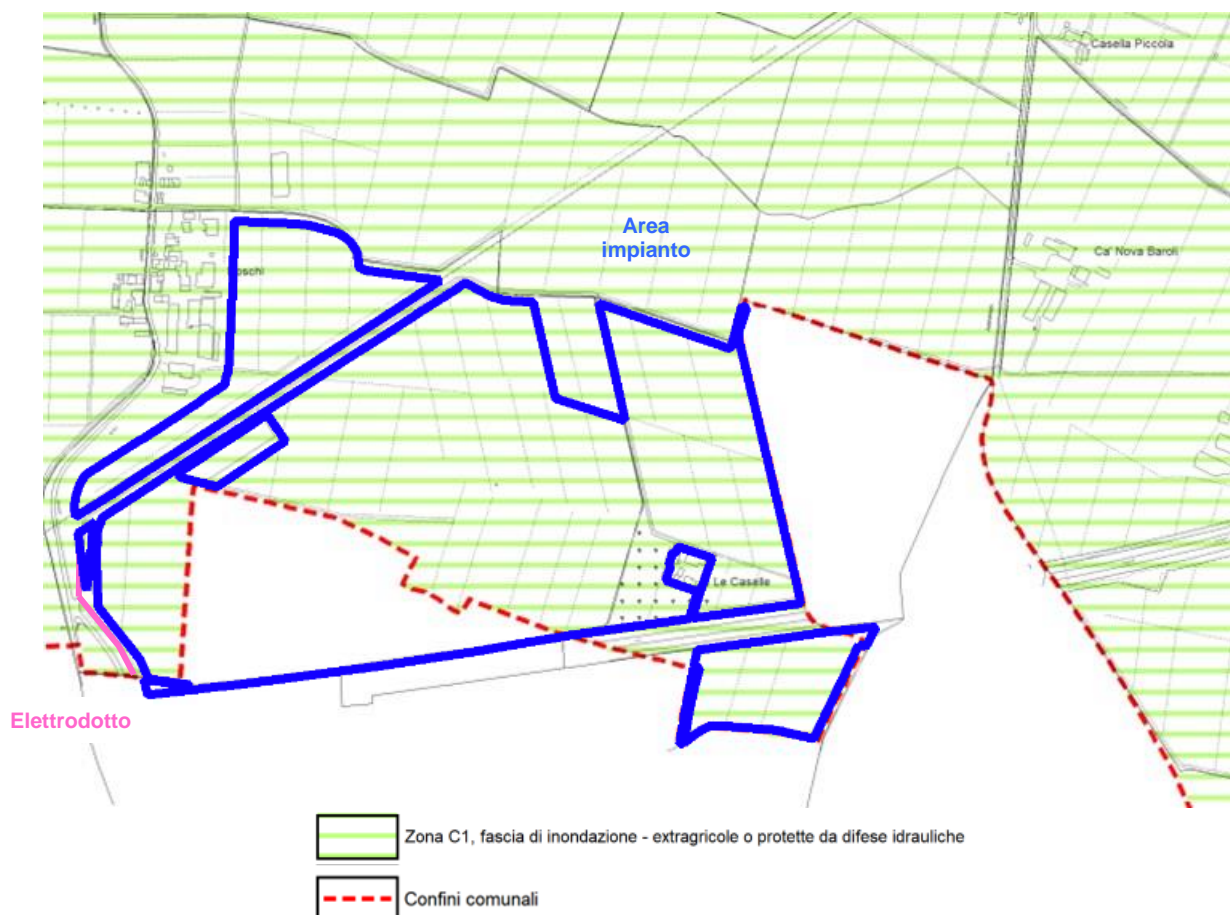 Casella Piccola
Area
impianto
Ca' Nova Baroli
oschi
Le Caselle
Elettrodotto
Zona C1, fascia di inondazione - extragricole o protette da difese idrauliche
Confini comunali